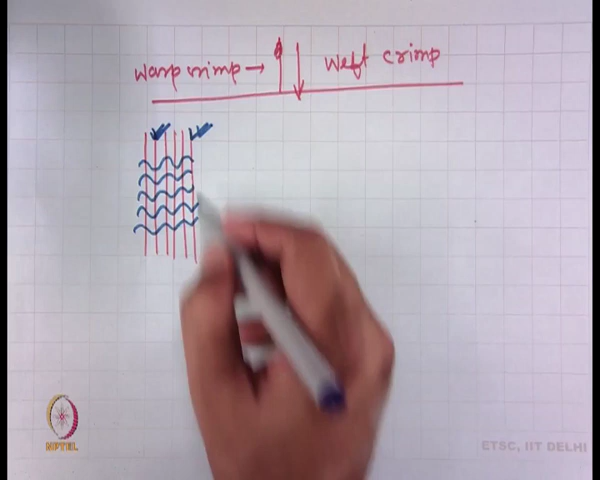 warp crimp → ↑ ↓ weft crimp
NPTEL
ETSC, IIT DELHI